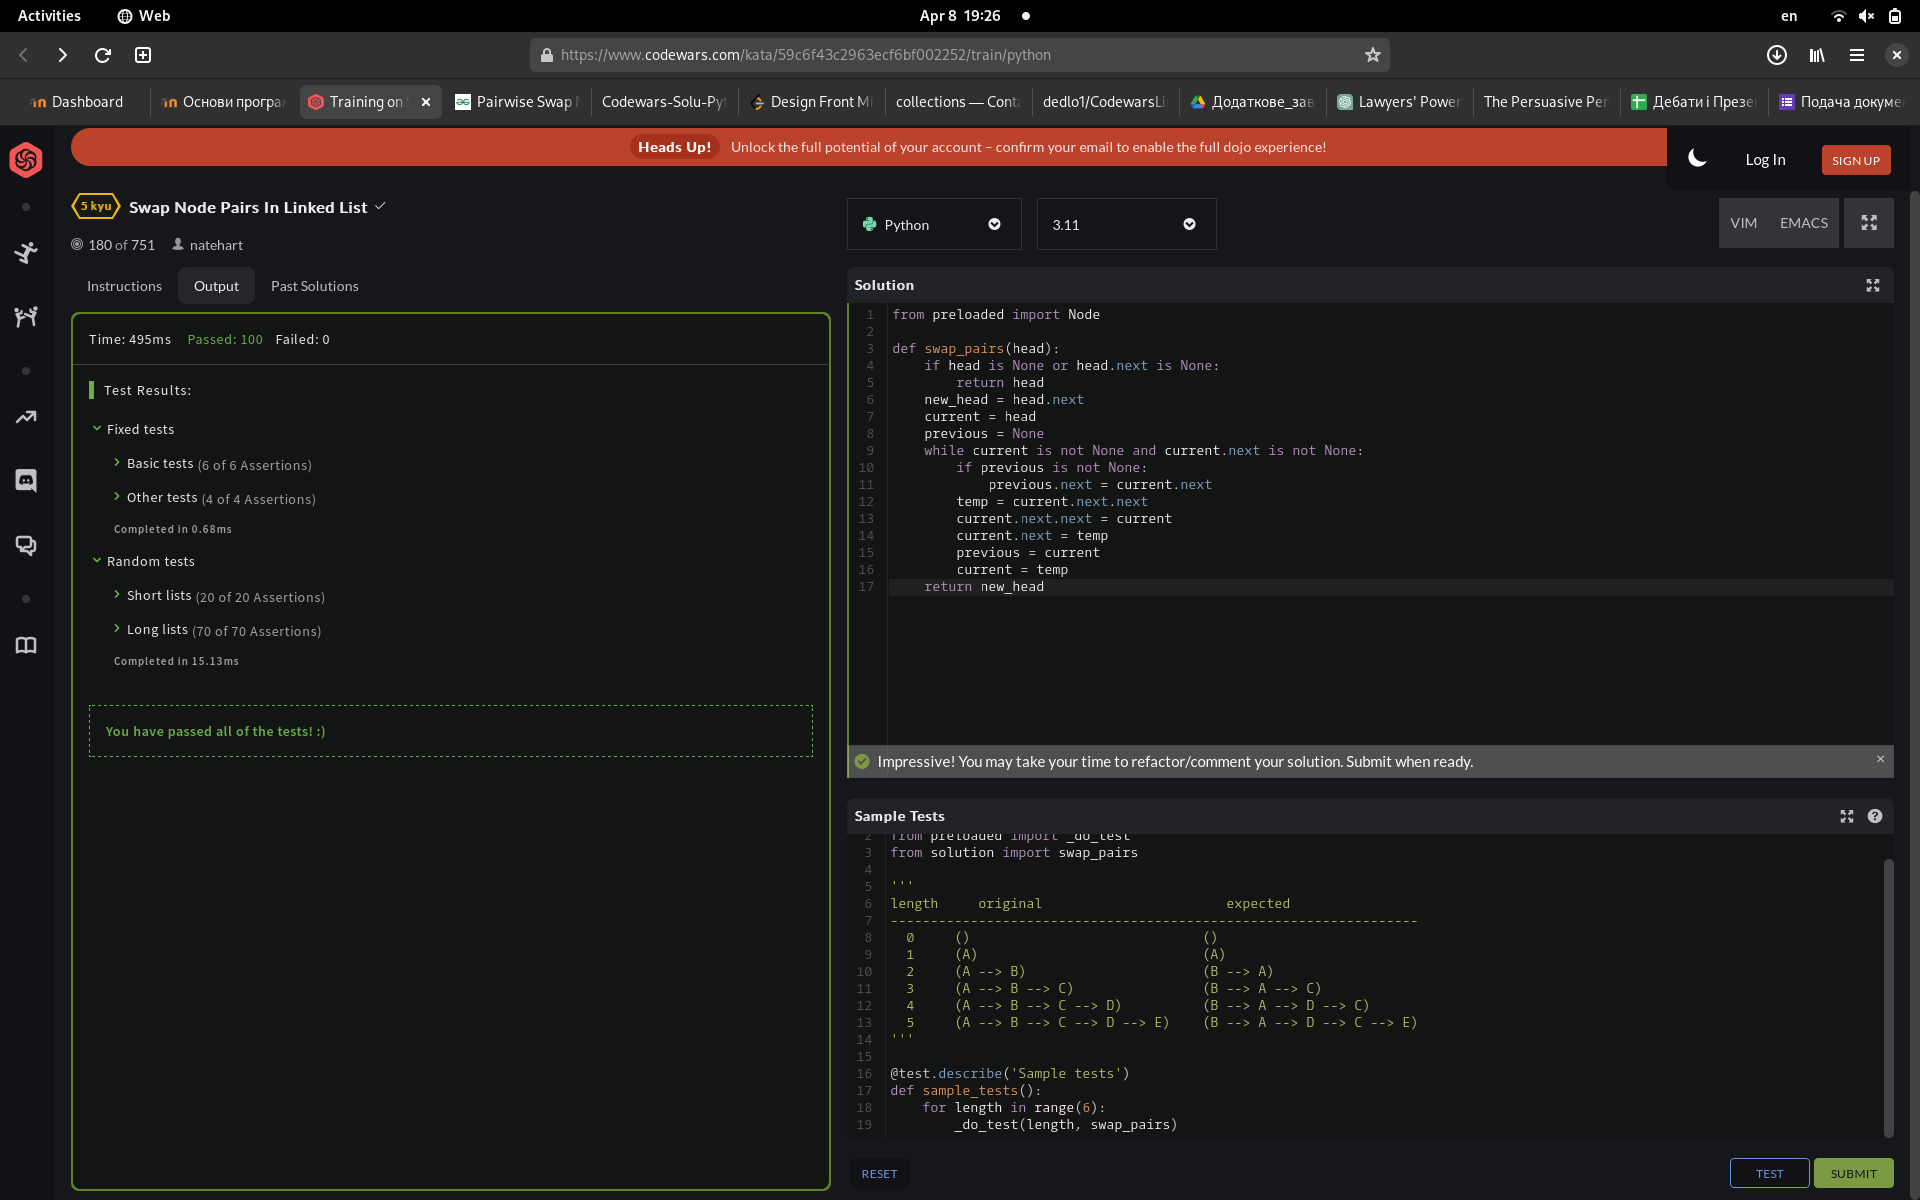 Activities Web Apr 8 19:26 en
https://www.codewars.com/kata/59c6f43c2963ecf6bf002252/train/python
Dashboard Основи програ Training on Pairwise Swap Codewars-Solu-Pyt Design Front Mi collections — Conta dedlo1/CodewarsLi Додаткове_зав Lawyers' Power The Persuasive Per Дебати і Презе Подача докуме
Heads Up! Unlock the full potential of your account – confirm your email to enable the full dojo experience!
Log In SIGN UP
5 kyu Swap Node Pairs In Linked List
180 of 751 natehart
Instructions Output Past Solutions
Time: 495ms Passed: 100 Failed: 0
Test Results:
Fixed tests
Basic tests (6 of 6 Assertions)
Other tests (4 of 4 Assertions)
Completed in 0.68ms
Random tests
Short lists (20 of 20 Assertions)
Long lists (70 of 70 Assertions)
Completed in 15.13ms
You have passed all of the tests! :)
Python 3.11 VIM EMACS
Solution
1 from preloaded import Node
2
3 def swap_pairs(head):
4     if head is None or head.next is None:
5         return head
6     new_head = head.next
7     current = head
8     previous = None
9     while current is not None and current.next is not None:
10         if previous is not None:
11             previous.next = current.next
12         temp = current.next.next
13         current.next.next = current
14         current.next = temp
15         previous = current
16         current = temp
17     return new_head
Impressive! You may take your time to refactor/comment your solution. Submit when ready.
Sample Tests
2 from preloaded import _do_test
3 from solution import swap_pairs
4
5 '''
6 length     original                       expected
7 ------------------------------------------------------------------
8   0     ()                             ()
9   1     (A)                            (A)
10   2     (A --> B)                      (B --> A)
11   3     (A --> B --> C)                (B --> A --> C)
12   4     (A --> B --> C --> D)          (B --> A --> D --> C)
13   5     (A --> B --> C --> D --> E)    (B --> A --> D --> C --> E)
14 '''
15
16 @test.describe('Sample tests')
17 def sample_tests():
18     for length in range(6):
19         _do_test(length, swap_pairs)
RESET TEST SUBMIT